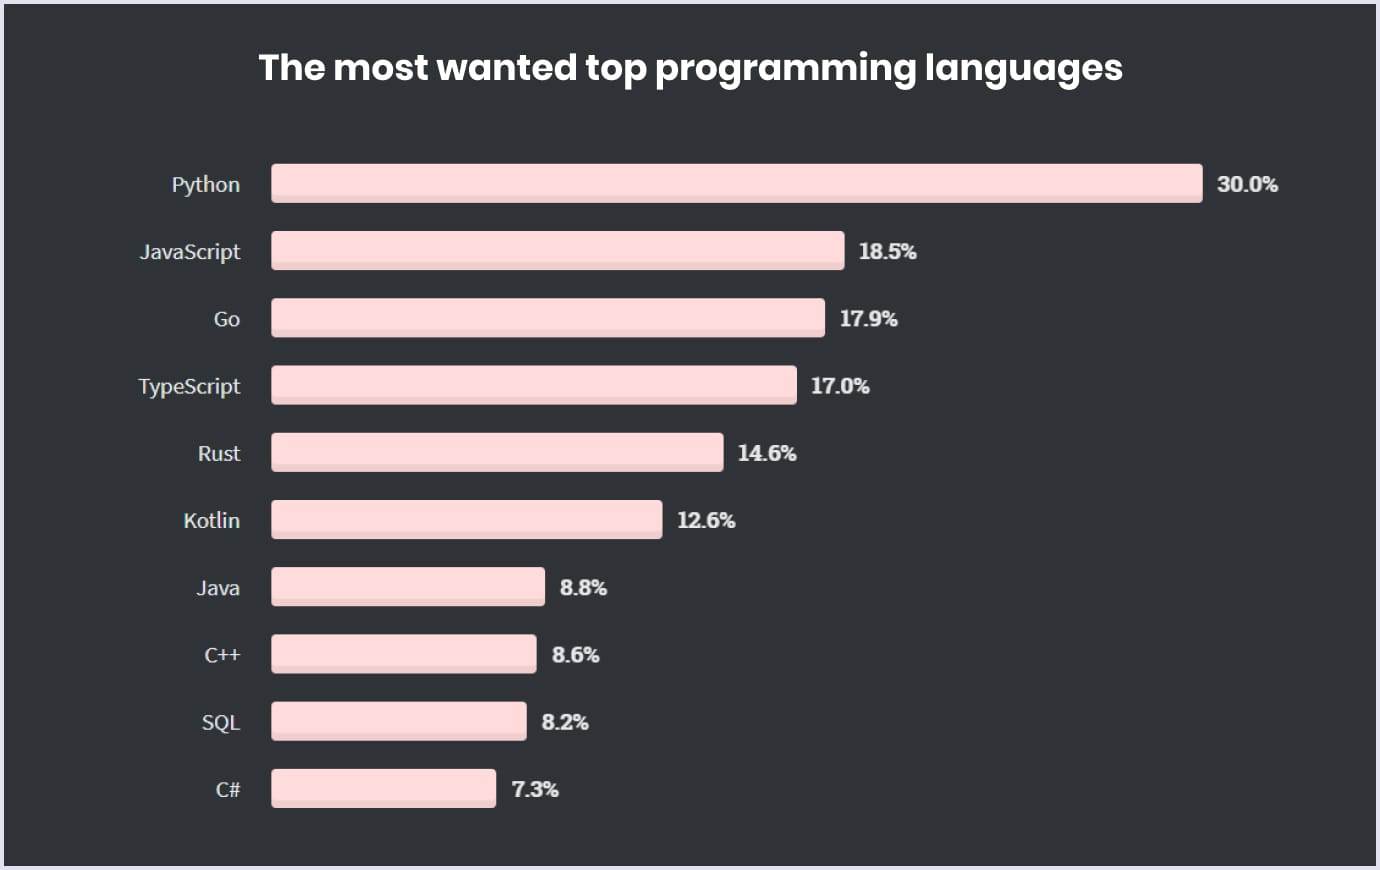 The most wanted top programming languages
Python 30.0%
JavaScript 18.5%
Go 17.9%
TypeScript 17.0%
Rust 14.6%
Kotlin 12.6%
Java 8.8%
C++ 8.6%
SQL 8.2%
C# 7.3%